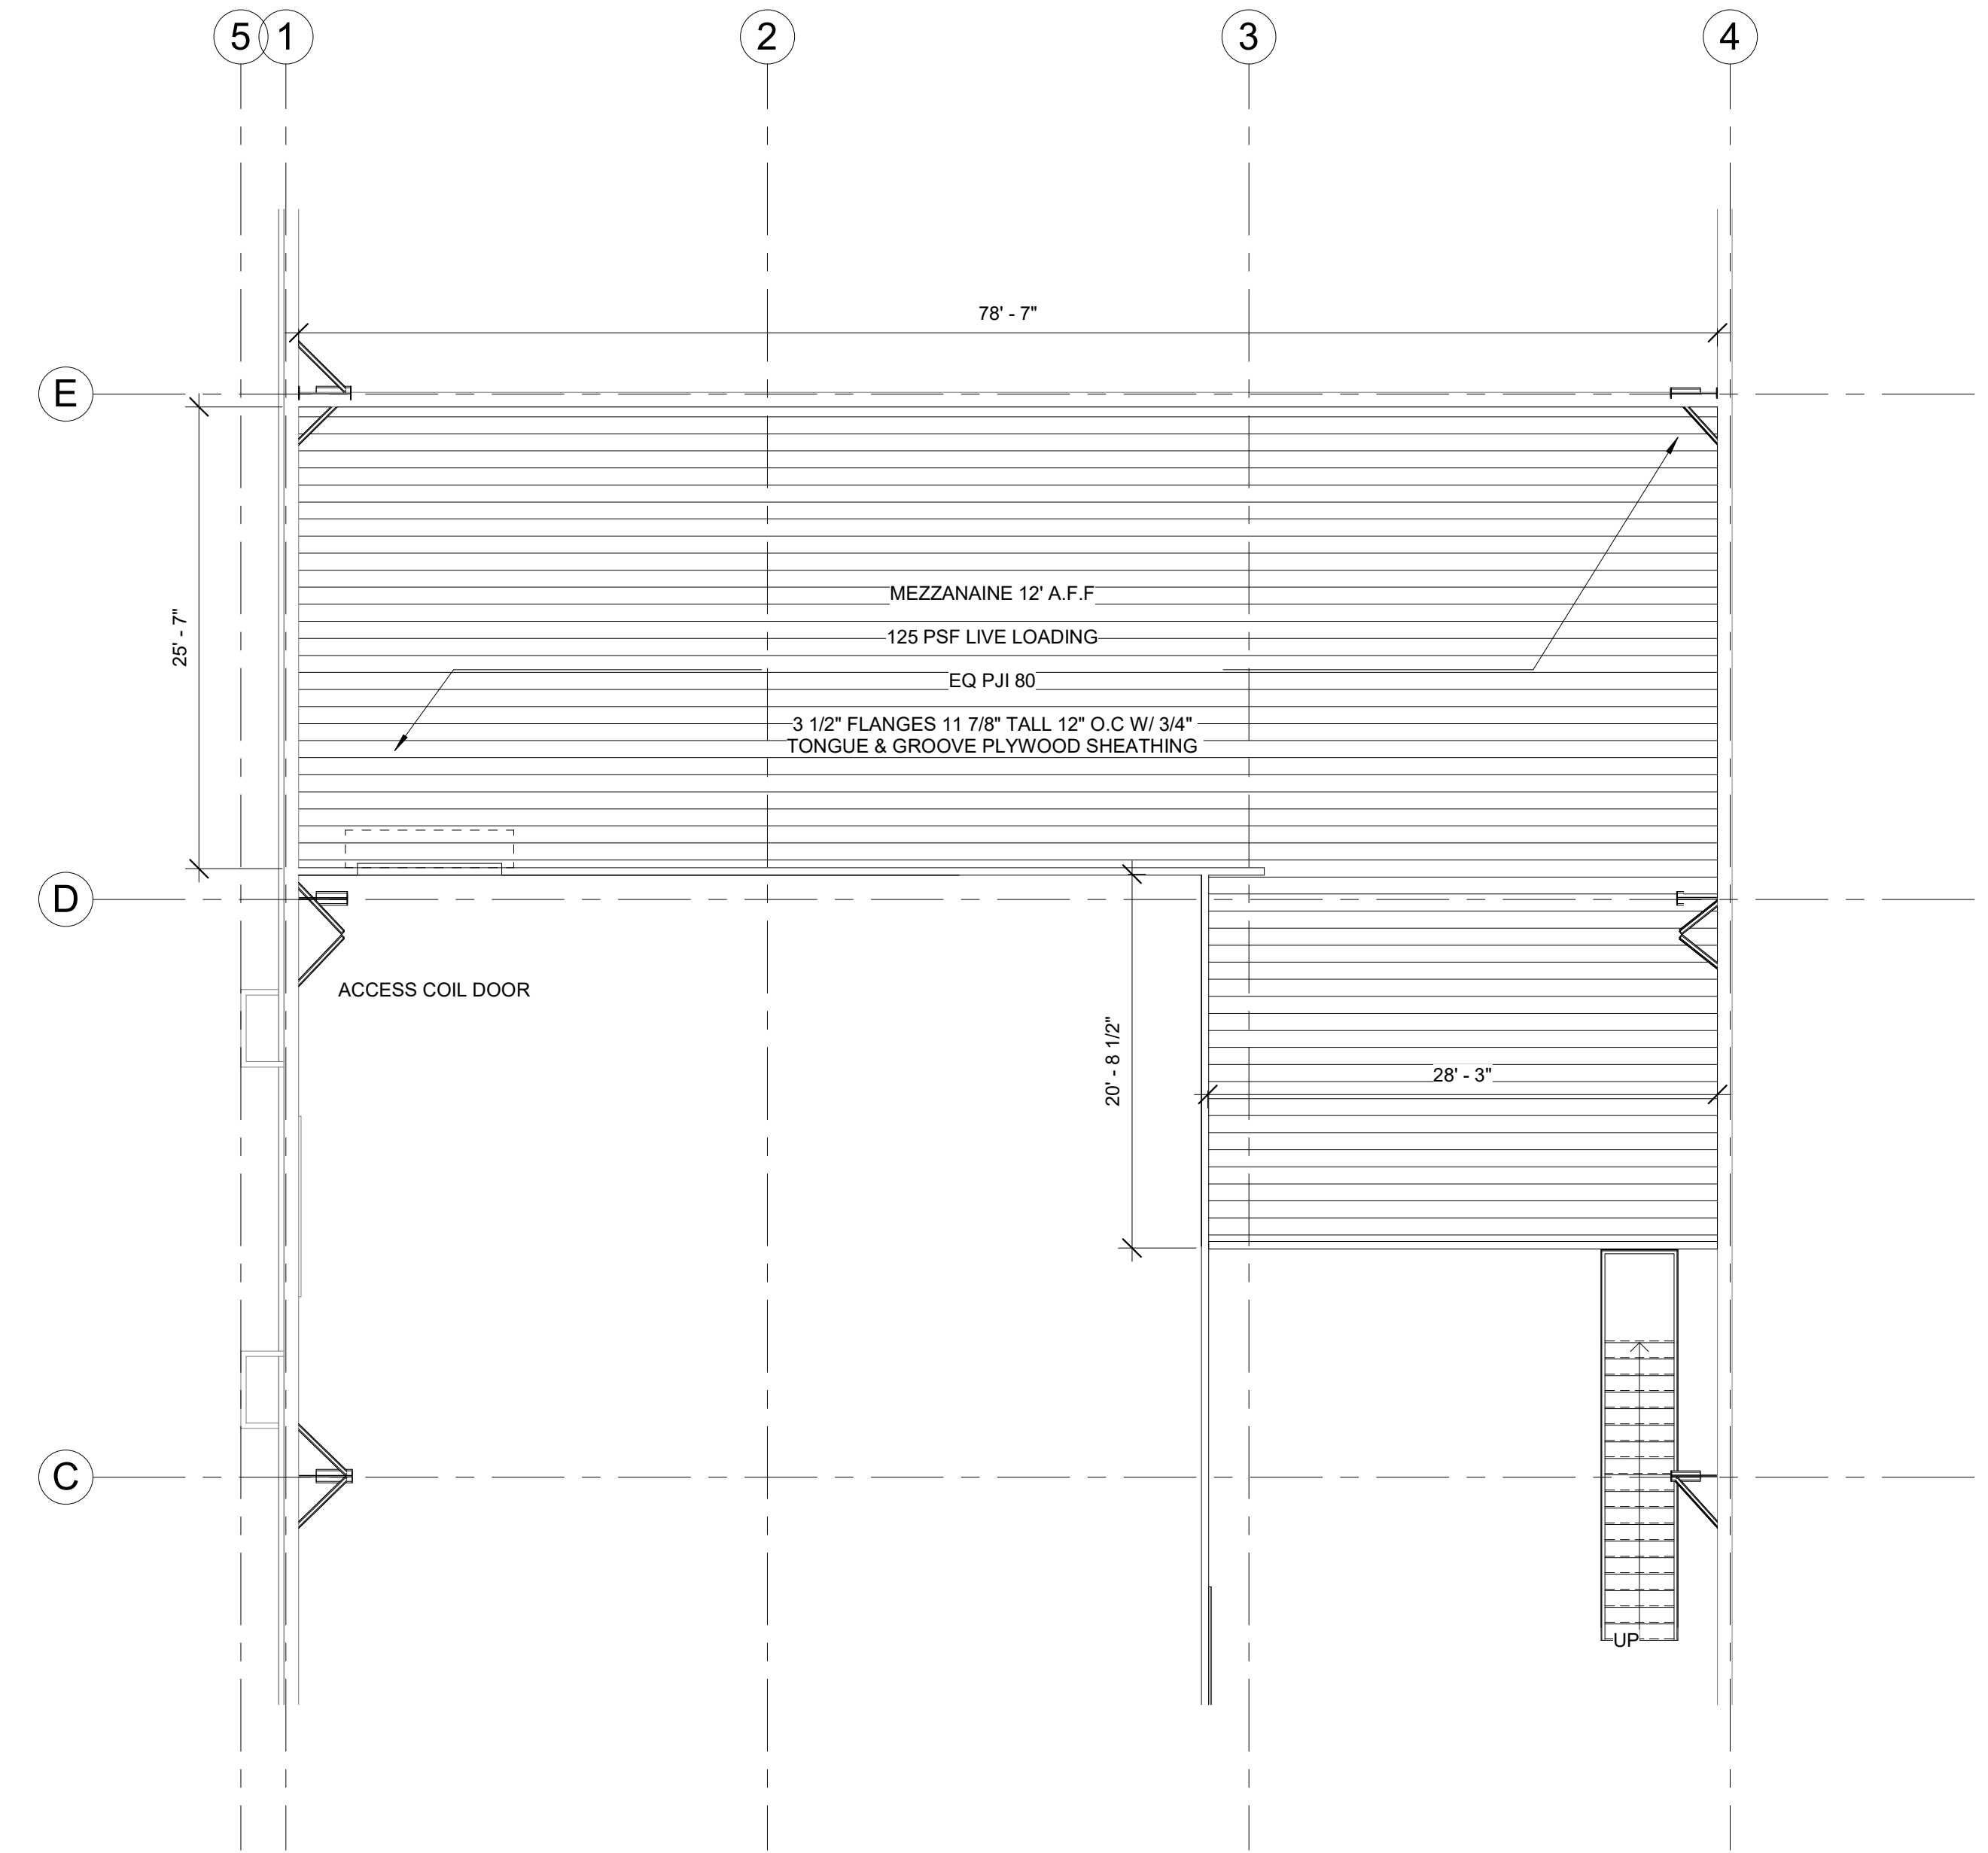 5
1
2
3
4
78' - 7"
E
25' - 7"
MEZZANAINE 12' A.F.F
125 PSF LIVE LOADING
EQ PJI 80
3 1/2" FLANGES 11 7/8" TALL 12" O.C W/ 3/4"
TONGUE & GROOVE PLYWOOD SHEATHING
D
ACCESS COIL DOOR
20' - 8 1/2"
28' - 3"
C
UP